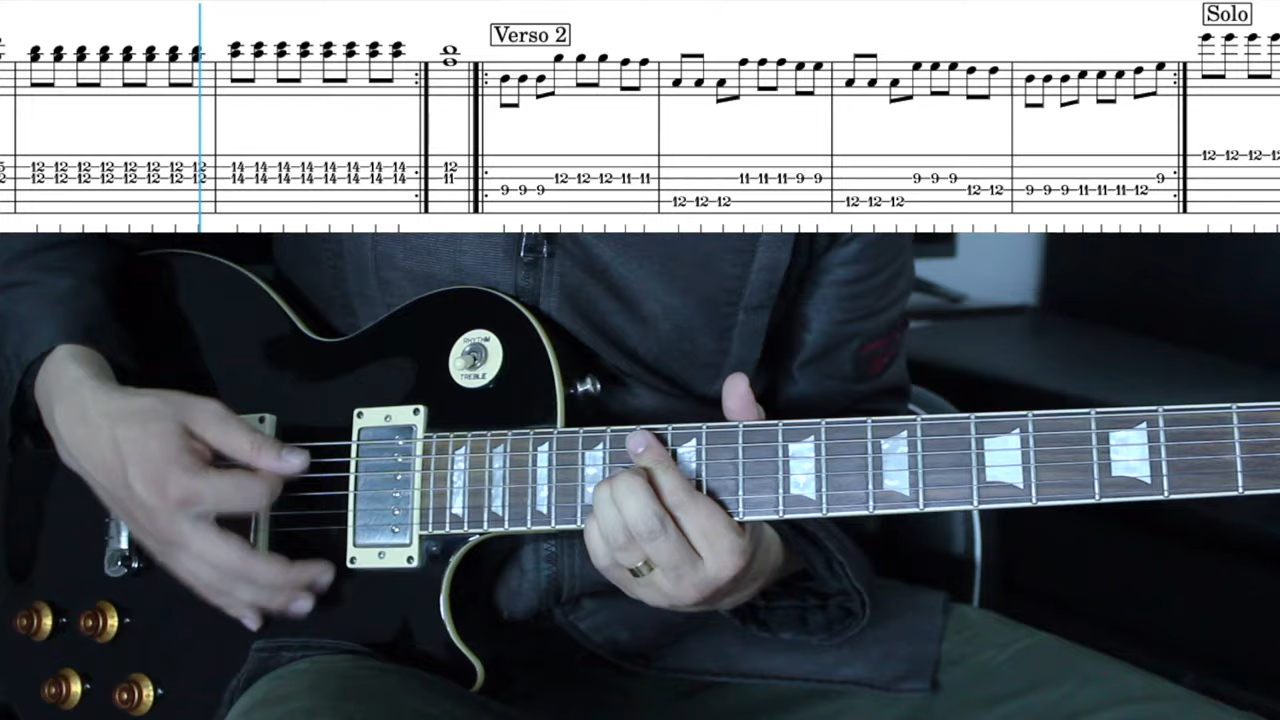 Solo
Verso 2
12 12 12 12
5 12 12 12 12 12 12 12 12 14 14 14 14 14 14 14 14 12
2 12 12 12 12 12 12 12 12 14 14 14 14 14 14 14 14 11 12 12 12 11 11 11 11 11 9 9 9 9 9 9
9 9 9 12 12 9 9 9 11 11 11 12
12 12 12 12 12 12
RHYTHM
TREBLE